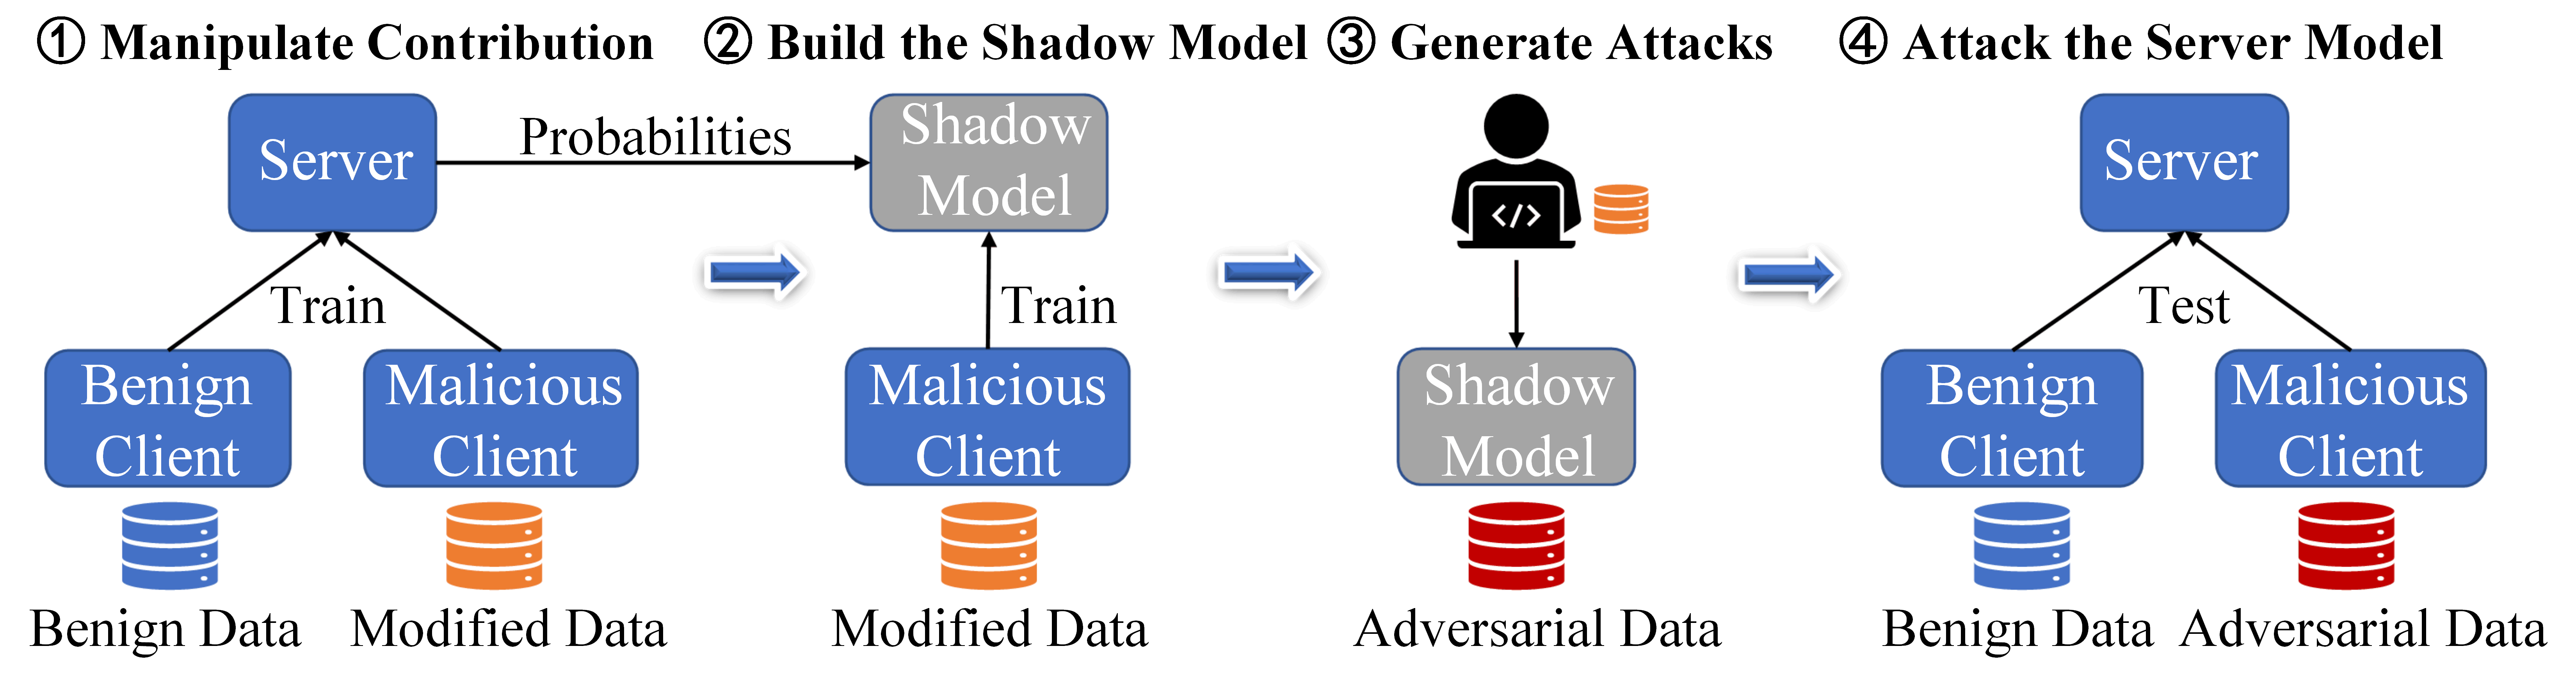 ① Manipulate Contribution
② Build the Shadow Model
③ Generate Attacks
④ Attack the Server Model
Server
Probabilities
Train
Benign
Client
Malicious
Client
Benign Data
Modified Data
Shadow
Model
Train
Malicious
Client
Modified Data
</>
Shadow
Model
Adversarial Data
Server
Test
Benign
Client
Malicious
Client
Benign Data
Adversarial Data